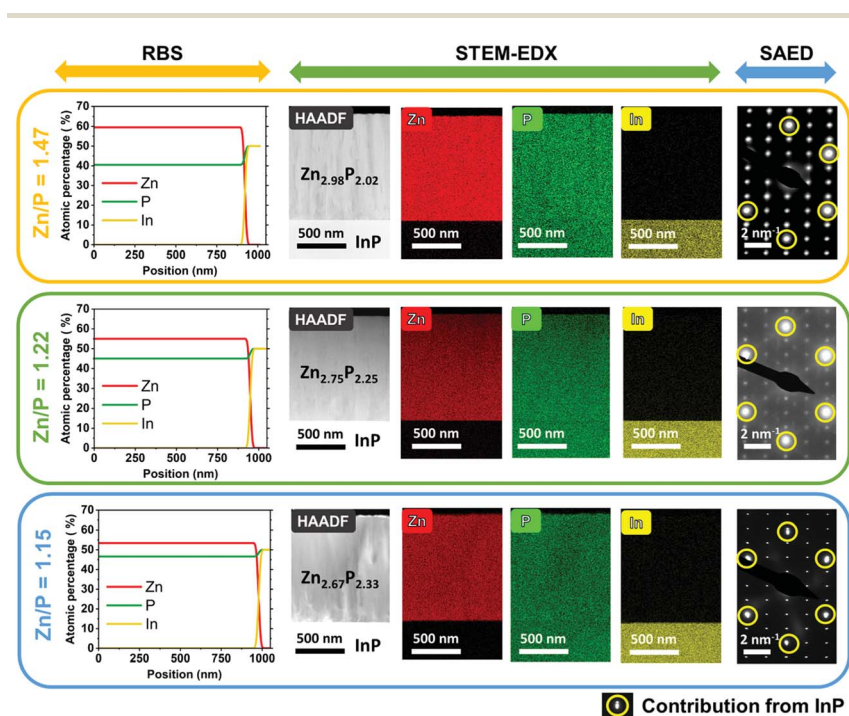 RBS STEM-EDX SAED
Zn/P = 1.47
Atomic percentage ( %)
70
60
50
40
30
20
10
0
Zn
P
In
0 250 500 750 1000
Position (nm)
HAADF
Zn2.98P2.02
500 nm InP
Zn
500 nm
P
500 nm
In
500 nm
2 nm-1
Zn/P = 1.22
Atomic percentage ( %)
70
60
50
40
30
20
10
0
Zn
P
In
0 250 500 750 1000
Position (nm)
HAADF
Zn2.75P2.25
500 nm InP
Zn
500 nm
P
500 nm
In
500 nm
2 nm-1
Zn/P = 1.15
Atomic percentage ( %)
70
60
50
40
30
20
10
0
Zn
P
In
0 250 500 750 1000
Position (nm)
HAADF
Zn2.67P2.33
500 nm InP
Zn
500 nm
P
500 nm
In
500 nm
2 nm-1
Contribution from InP